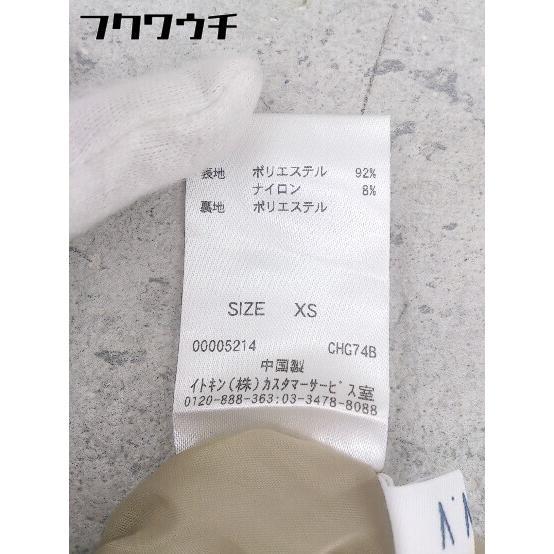 フクウウチ
表地 ポリエステル 92%
ナイロン 8%
裏地 ポリエステル
SIZE XS
00005214 CHG74B
中国製
イトキン(株)カスタマーサービス室
0120-888-363;03-3478-8088